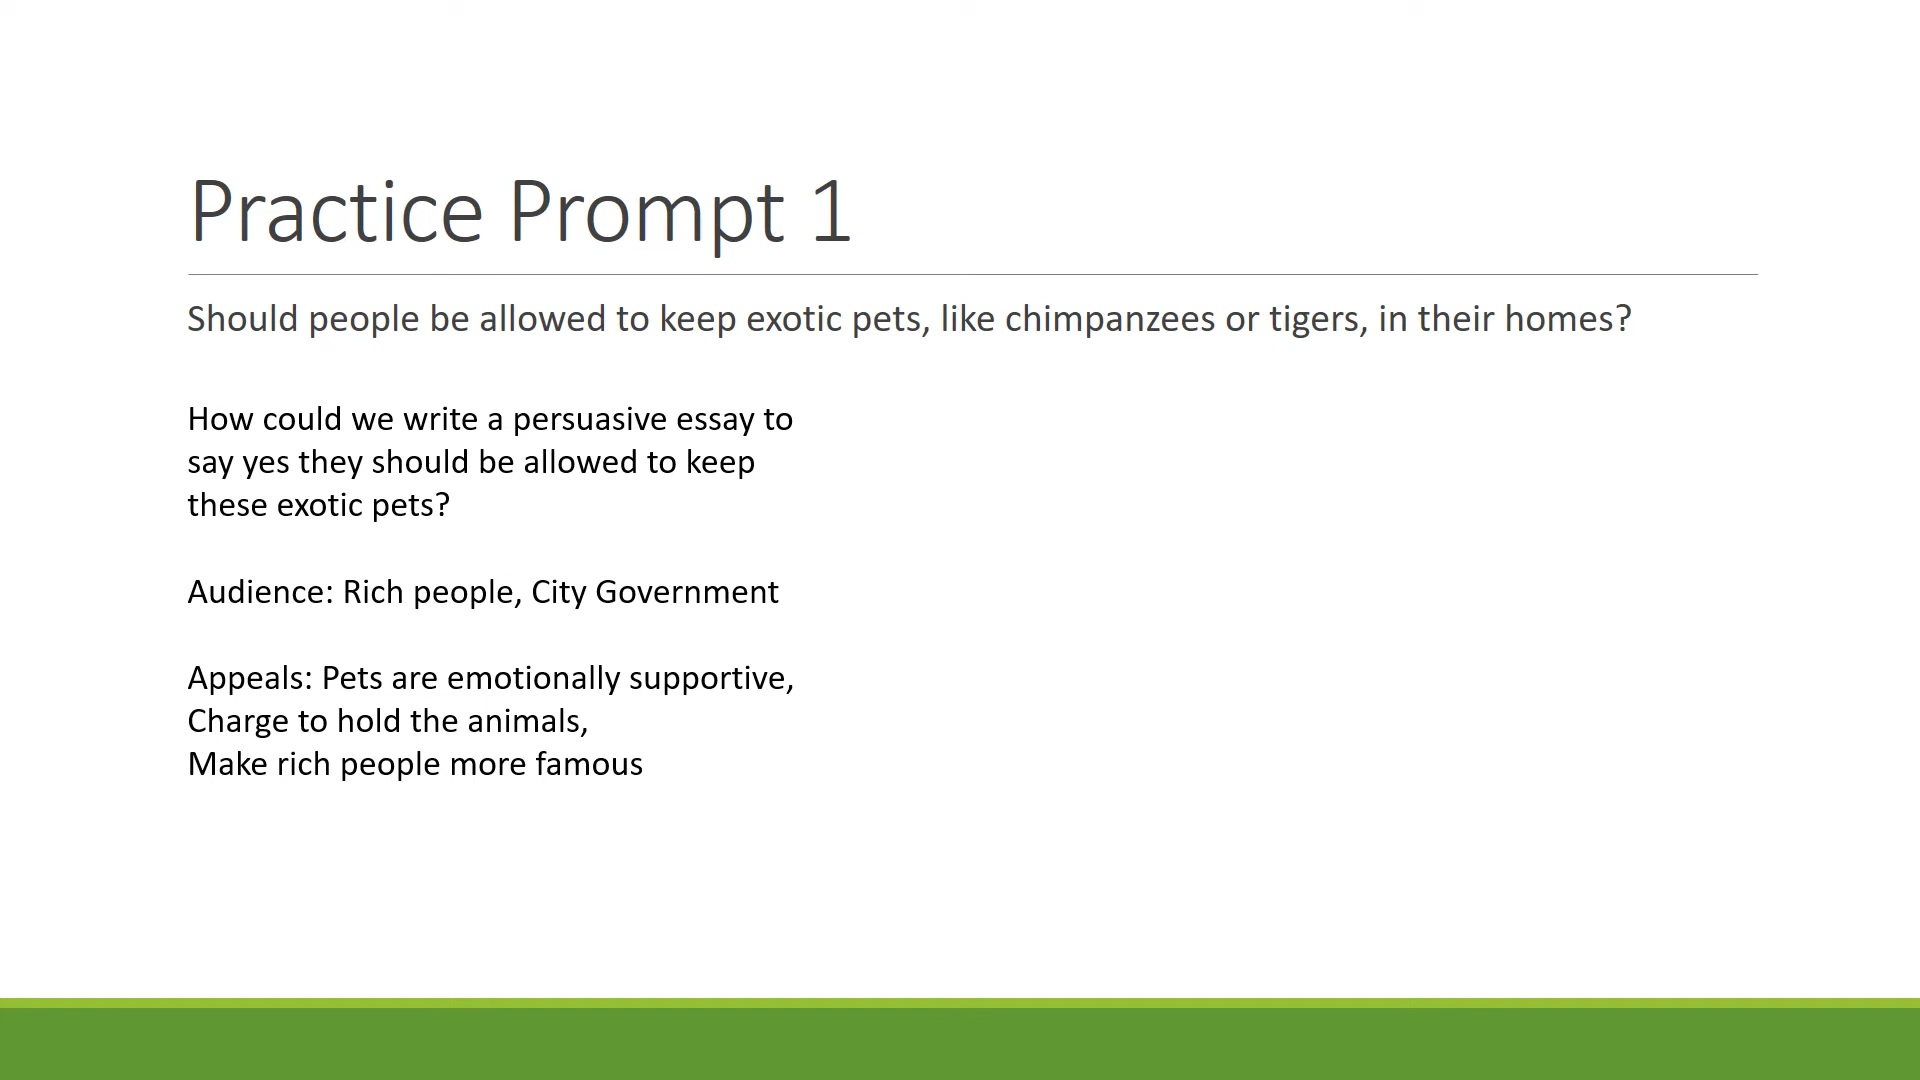 Practice Prompt 1
Should people be allowed to keep exotic pets, like chimpanzees or tigers, in their homes?
How could we write a persuasive essay to
say yes they should be allowed to keep
these exotic pets?
Audience: Rich people, City Government
Appeals: Pets are emotionally supportive,
Charge to hold the animals,
Make rich people more famous